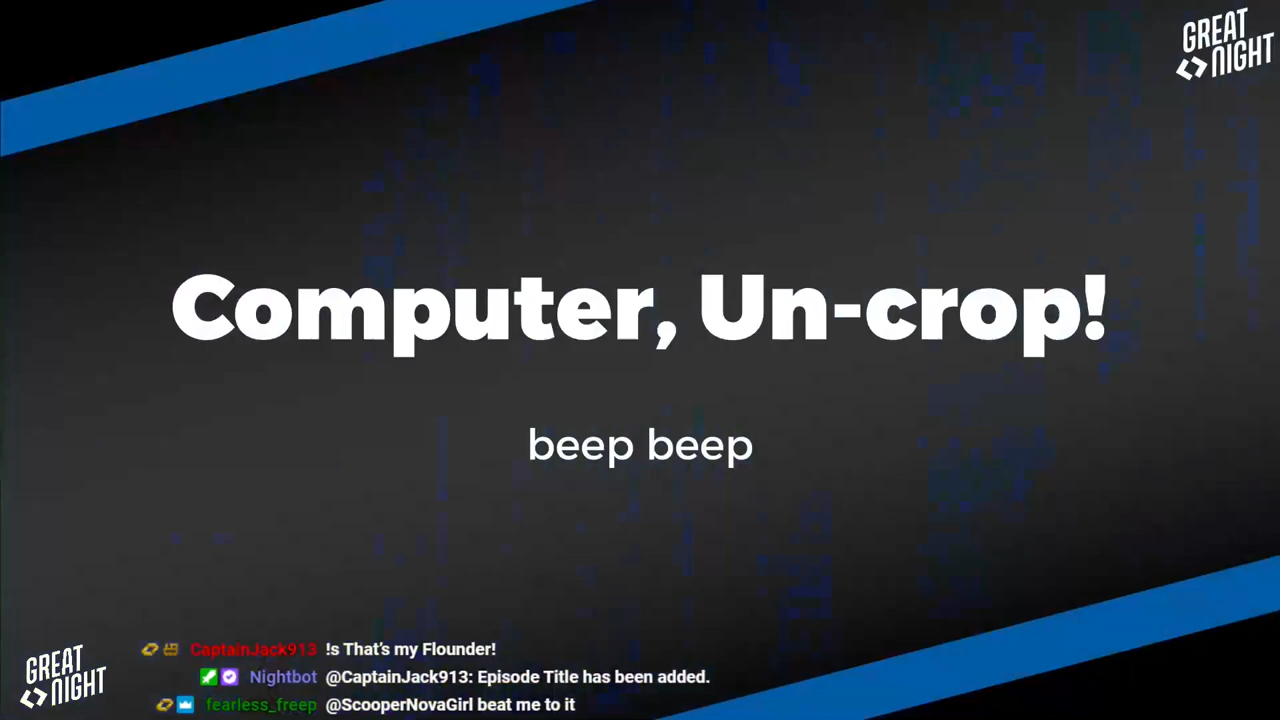 GREAT
NIGHT
Computer, Un-crop!
beep beep
CaptainJack913 !s That's my Flounder!
Nightbot @CaptainJack913: Episode Title has been added.
fearless_freep @ScooperNovaGirl beat me to it
GREAT
NIGHT